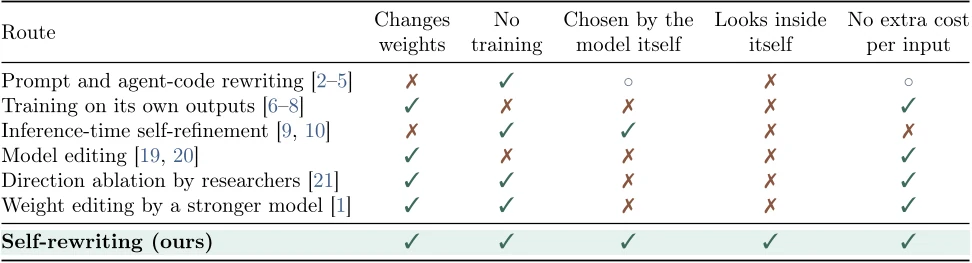 Route Changes weights No training Chosen by the model itself Looks inside itself No extra cost per input
Prompt and agent-code rewriting [2–5] ✗ ✓ ○ ✗ ○
Training on its own outputs [6–8] ✓ ✗ ✗ ✗ ✓
Inference-time self-refinement [9, 10] ✗ ✓ ✓ ✗ ✗
Model editing [19, 20] ✓ ✗ ✗ ✗ ✓
Direction ablation by researchers [21] ✓ ✓ ✗ ✗ ✓
Weight editing by a stronger model [1] ✓ ✓ ✗ ✗ ✓
Self-rewriting (ours) ✓ ✓ ✓ ✓ ✓